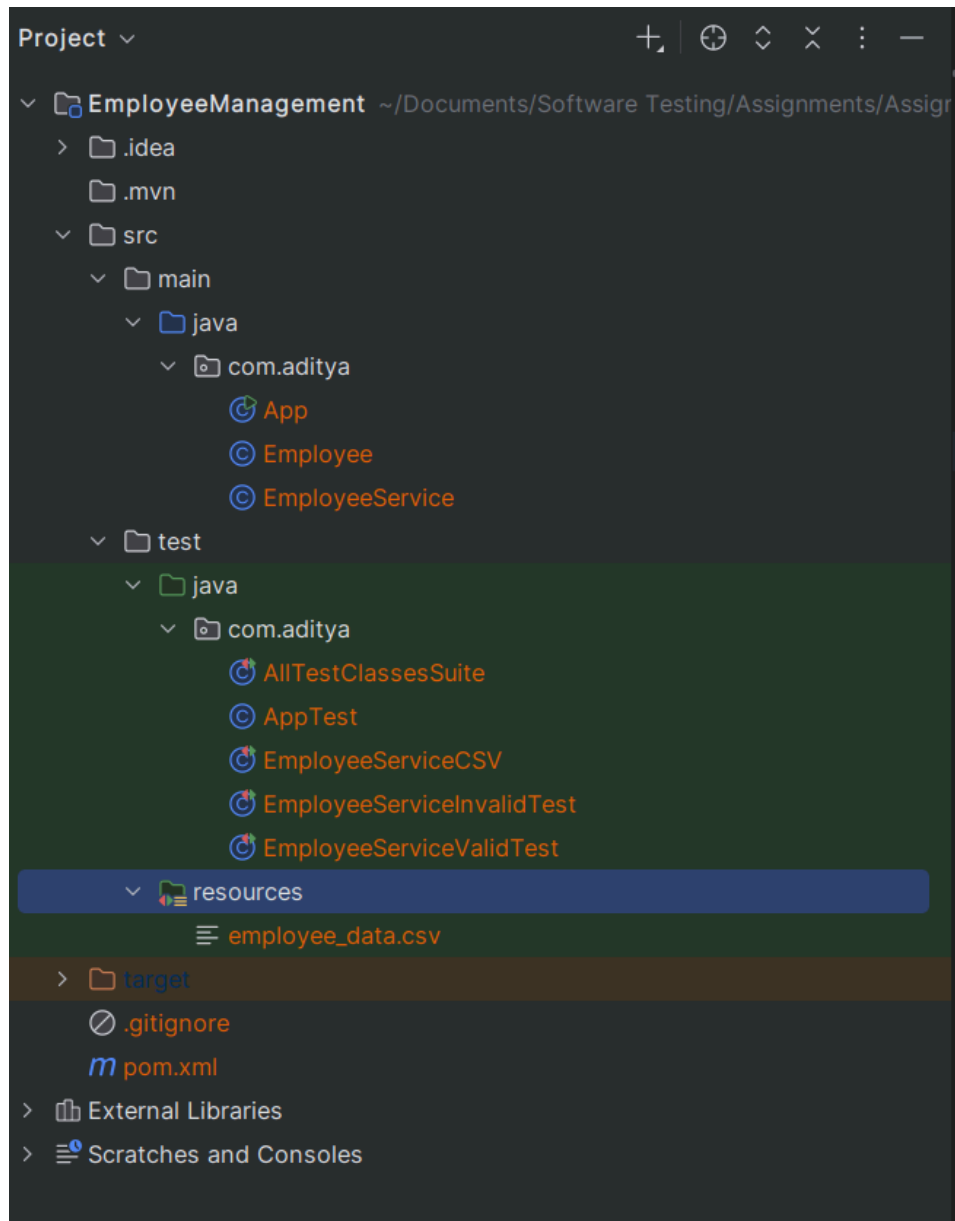 Project
EmployeeManagement ~/Documents/Software Testing/Assignments/Assigr
.idea
.mvn
src
main
java
com.aditya
App
Employee
EmployeeService
test
java
com.aditya
AllTestClassesSuite
AppTest
EmployeeServiceCSV
EmployeeServiceInvalidTest
EmployeeServiceValidTest
resources
employee_data.csv
target
.gitignore
pom.xml
External Libraries
Scratches and Consoles